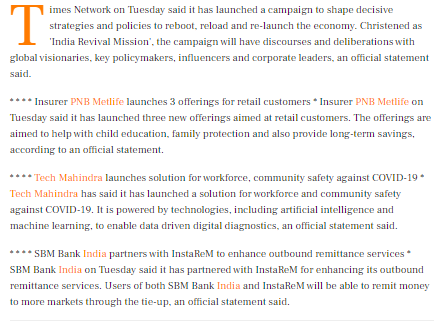 Times Network on Tuesday said it has launched a campaign to shape decisive
strategies and policies to reboot, reload and re-launch the economy. Christened as
'India Revival Mission', the campaign will have discourses and deliberations with
global visionaries, key policymakers, influencers and corporate leaders, an official statement
said.
* * * * Insurer PNB Metlife launches 3 offerings for retail customers * Insurer PNB Metlife on
Tuesday said it has launched three new offerings aimed at retail customers. The offerings are
aimed to help with child education, family protection and also provide long-term savings,
according to an official statement.
* * * * Tech Mahindra launches solution for workforce, community safety against COVID-19 *
Tech Mahindra has said it has launched a solution for workforce and community safety
against COVID-19. It is powered by technologies, including artificial intelligence and
machine learning, to enable data driven digital diagnostics, an official statement said.
* * * * SBM Bank India partners with InstaReM to enhance outbound remittance services *
SBM Bank India on Tuesday said it has partnered with InstaReM for enhancing its outbound
remittance services. Users of both SBM Bank India and InstaReM will be able to remit money
to more markets through the tie-up, an official statement said.